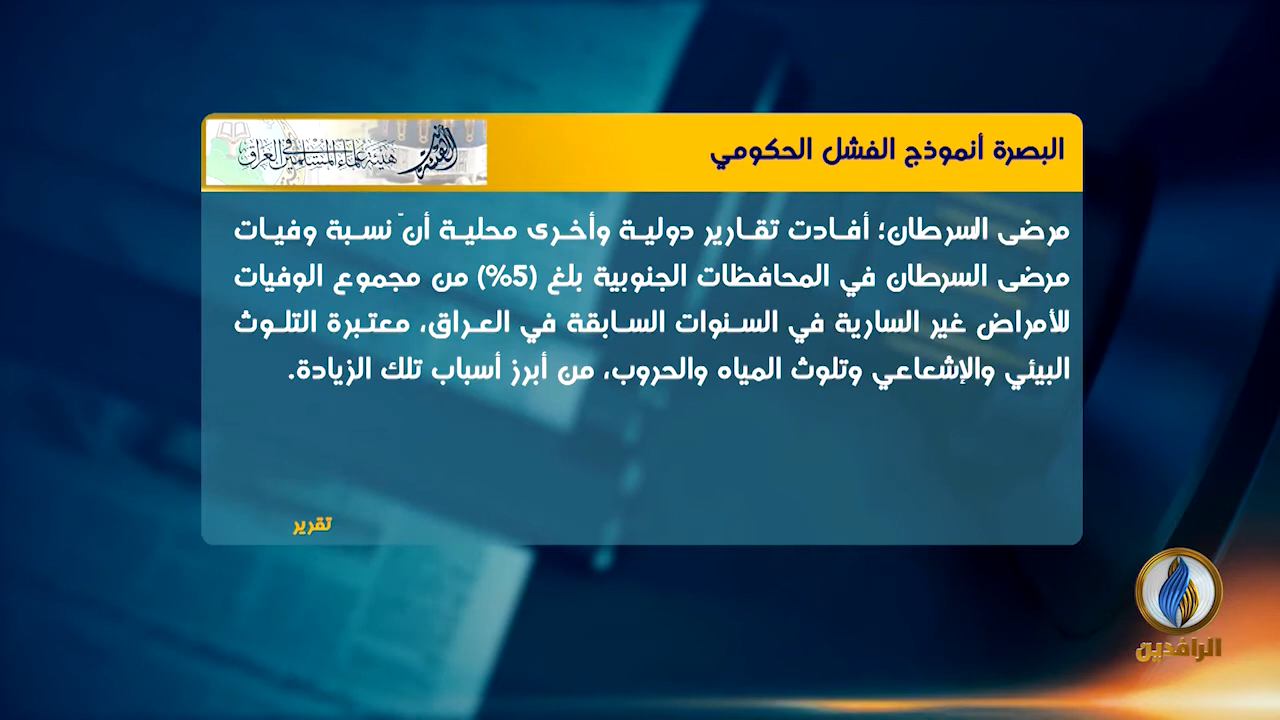 البصرة أنموذج الفشل الحكومي
هيئة علماء المسلمين في العراق
مرضى السرطان؛ أفادت تقارير دولية وأخرى محلية أنّ نسبة وفيات
مرضى السرطان في المحافظات الجنوبية بلغ (5%) من مجموع الوفيات
للأمراض غير السارية في السنوات السابقة في العراق، معتبرة التلوث
البيئي والإشعاعي وتلوث المياه والحروب، من أبرز أسباب تلك الزيادة.
تقرير
الرافدين